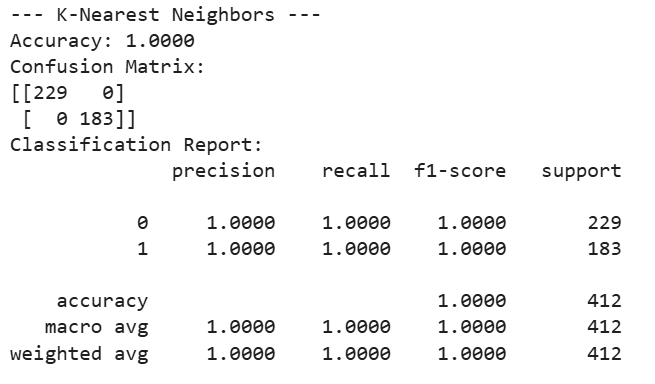 --- K-Nearest Neighbors ---
Accuracy: 1.0000
Confusion Matrix:
[[229   0]
 [  0 183]]
Classification Report:
              precision    recall  f1-score   support

           0     1.0000    1.0000    1.0000       229
           1     1.0000    1.0000    1.0000       183

    accuracy                         1.0000       412
   macro avg     1.0000    1.0000    1.0000       412
weighted avg     1.0000    1.0000    1.0000       412